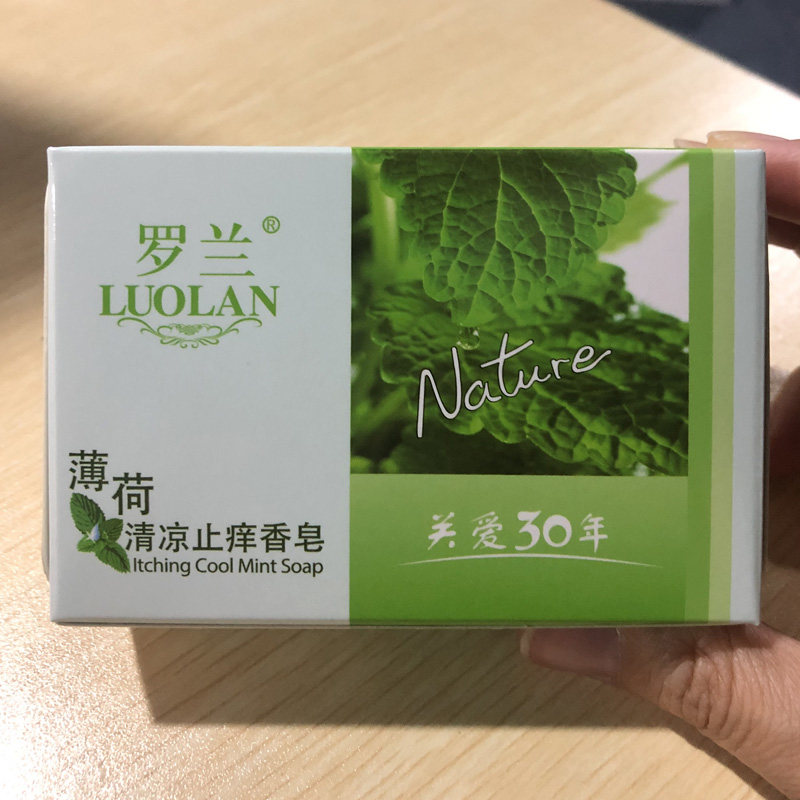 罗兰®
LUOLAN
薄荷
清凉止痒香皂
Itching Cool Mint Soap
Nature
关爱30年